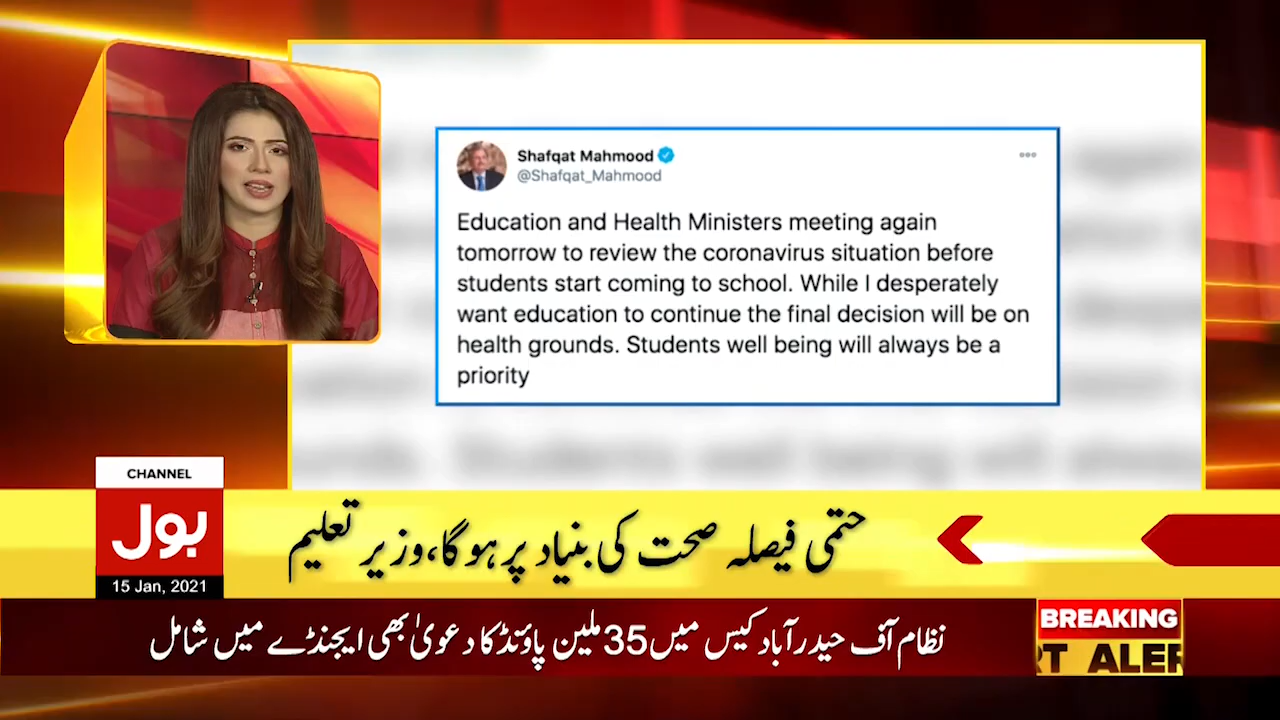 Shafqat Mahmood
@Shafqat_Mahmood
Education and Health Ministers meeting again
tomorrow to review the coronavirus situation before
students start coming to school. While I desperately
want education to continue the final decision will be on
health grounds. Students well being will always be a
priority
CHANNEL
بول
15 Jan, 2021
حتمی فیصلہ صحت کی بنیاد پر ہوگا، وزیر تعلیم
نظام آف حیدرآباد کیس میں 35 ملین پاؤنڈ کا دعویٰ بھی ایجنڈے میں شامل
BREAKING
ALER